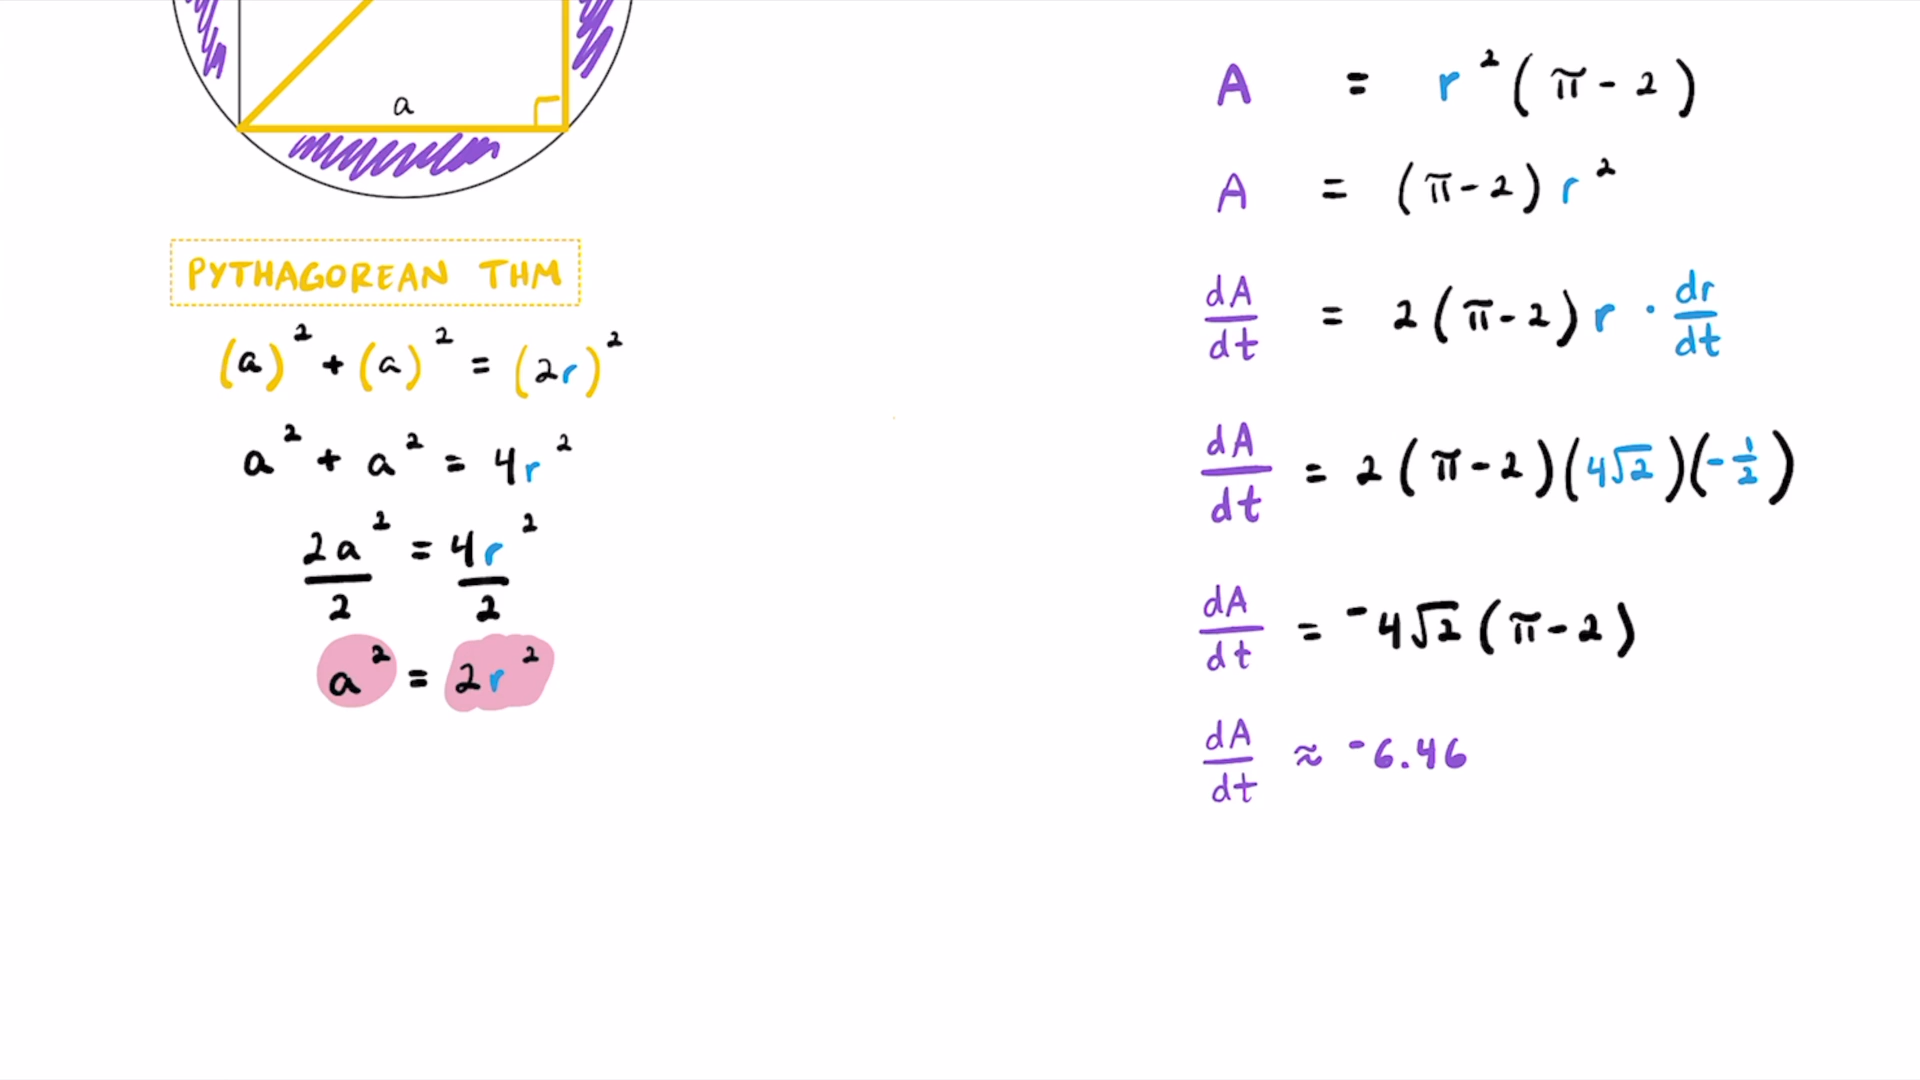 a
PYTHAGOREAN THM
(a)² + (a)² = (2r)²
a² + a² = 4r²
2a²/2 = 4r²/2
a² = 2r²
A = r²(π-2)
A = (π-2)r²
dA/dt = 2(π-2)r · dr/dt
dA/dt = 2(π-2)(4√2)(-1/2)
dA/dt = -4√2(π-2)
dA/dt ≈ -6.46